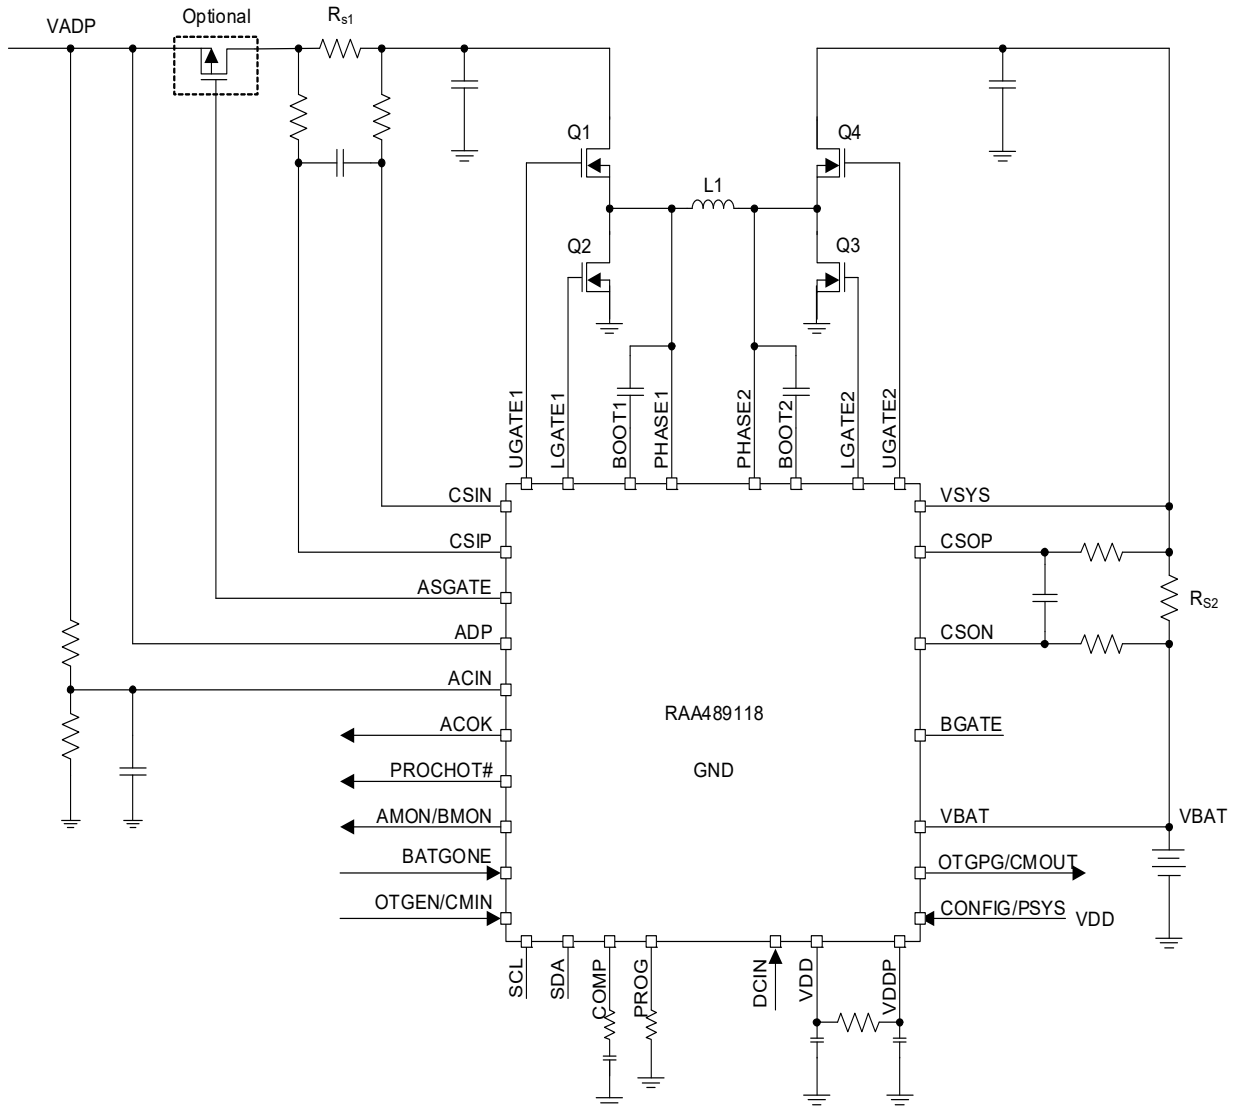 VADP
Optional
Rs1
Q1
Q4
L1
Q2
Q3
UGATE1
LGATE1
BOOT1
PHASE1
PHASE2
BOOT2
LGATE2
UGATE2
CSIN
VSYS
CSIP
CSOP
ASGATE
RS2
ADP
CSON
ACIN
RAA489118
ACOK
BGATE
GND
PROCHOT#
AMON/BMON
VBAT
VBAT
BATGONE
OTGPG/CMOUT
OTGEN/CMIN
CONFIG/PSYS
VDD
SCL
SDA
COMP
PROG
DCIN
VDD
VDDP